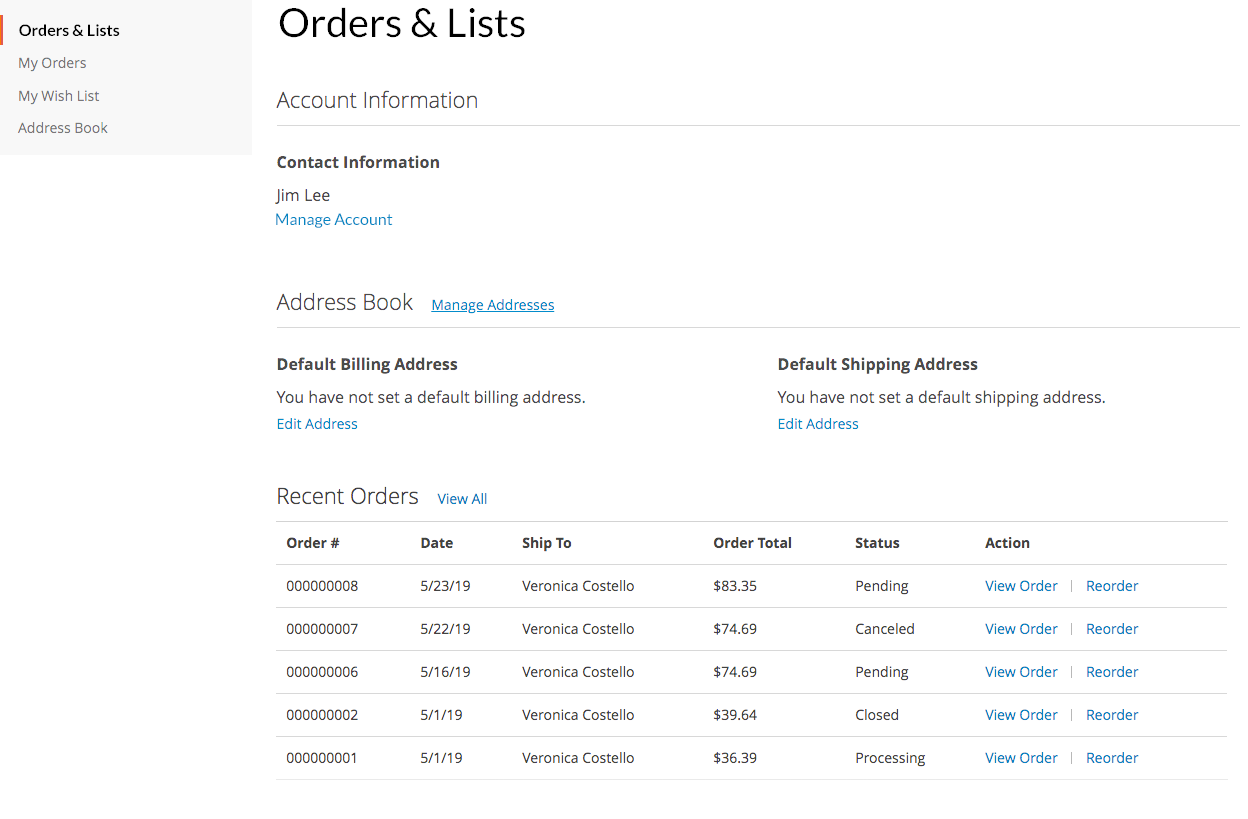 Orders & Lists
My Orders
My Wish List
Address Book
Orders & Lists
Account Information
Contact Information
Jim Lee
Manage Account
Address Book Manage Addresses
Default Billing Address Default Shipping Address
You have not set a default billing address. You have not set a default shipping address.
Edit Address Edit Address
Recent Orders View All
Order # Date Ship To Order Total Status Action
000000008 5/23/19 Veronica Costello $83.35 Pending View Order | Reorder
000000007 5/22/19 Veronica Costello $74.69 Canceled View Order | Reorder
000000006 5/16/19 Veronica Costello $74.69 Pending View Order | Reorder
000000002 5/1/19 Veronica Costello $39.64 Closed View Order | Reorder
000000001 5/1/19 Veronica Costello $36.39 Processing View Order | Reorder